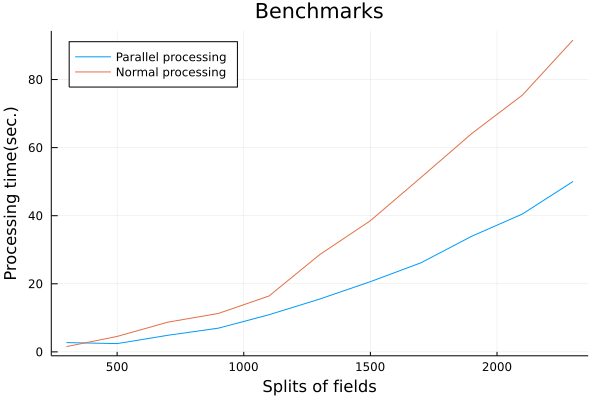 Benchmarks
Parallel processing
Normal processing
Processing time(sec.)
80
60
40
20
0
500
1000
1500
2000
Splits of fields